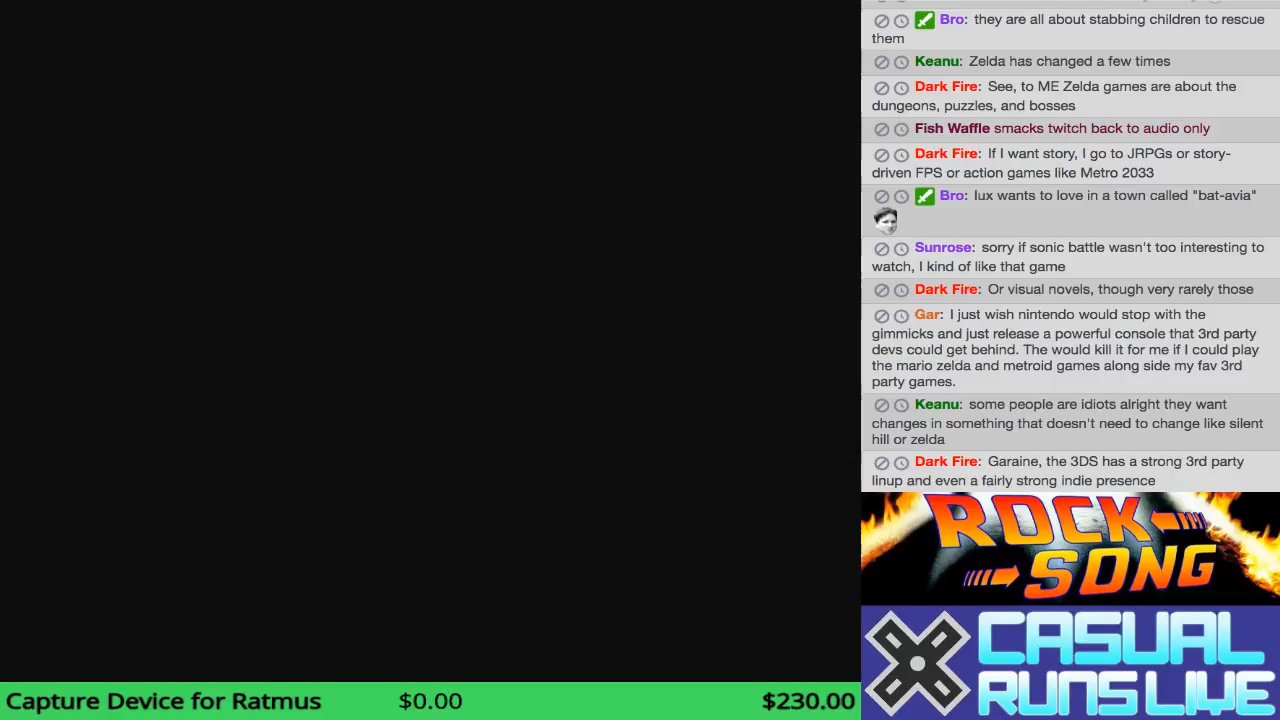 Bro: they are all about stabbing children to rescue
them
Keanu: Zelda has changed a few times
Dark Fire: See, to ME Zelda games are about the
dungeons, puzzles, and bosses
Fish Waffle smacks twitch back to audio only
Dark Fire: If I want story, I go to JRPGs or story-
driven FPS or action games like Metro 2033
Bro: lux wants to love in a town called "bat-avia"
Sunrose: sorry if sonic battle wasn't too interesting to
watch, I kind of like that game
Dark Fire: Or visual novels, though very rarely those
Gar: I just wish nintendo would stop with the
gimmicks and just release a powerful console that 3rd party
devs could get behind. The would kill it for me if I could play
the mario zelda and metroid games along side my fav 3rd
party games.
Keanu: some people are idiots alright they want
changes in something that doesn't need to change like silent
hill or zelda
Dark Fire: Garaine, the 3DS has a strong 3rd party
linup and even a fairly strong indie presence
ROCK
SONG
CASUAL
RUNS LIVE
Capture Device for Ratmus $0.00 $230.00